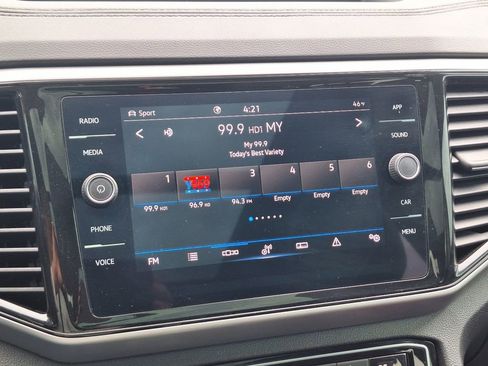 RADIO
MEDIA
PHONE
VOICE
Sport
4:21
46°F
99.9 HD1 MY
My 99.9
Today's Best Variety
1
3
4
5
6
Empty
Empty
Empty
99.9 HD1
96.9 HD
94.3 FM
FM
APP
SOUND
CAR
MENU